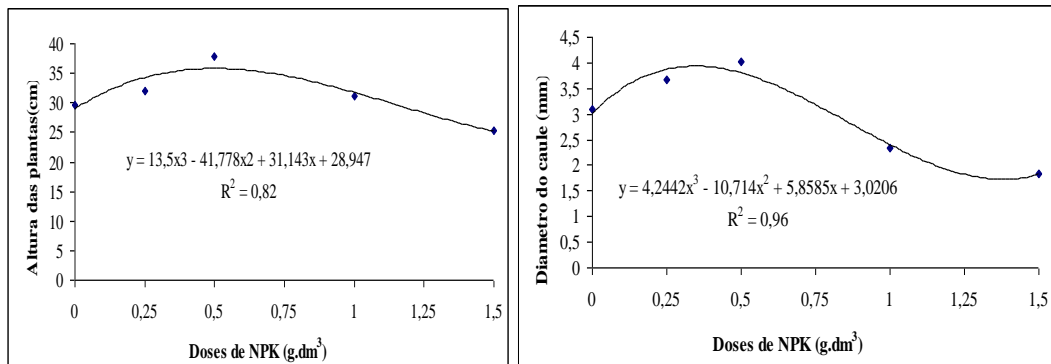 Altura das plantas(cm)
40
35
30
25
20
15
10
5
0
y = 13,5x3 - 41,778x2 + 31,143x + 28,947
R² = 0,82
0 0,25 0,5 0,75 1 1,25 1,5
Doses de NPK (g.dm³)
Diametro do caule (mm)
4,5
4
3,5
3
2,5
2
1,5
1
0,5
0
y = 4,2442x³ - 10,714x² + 5,8585x + 3,0206
R² = 0,96
0 0,25 0,5 0,75 1 1,25 1,5
Doses de NPK (g.dm³)